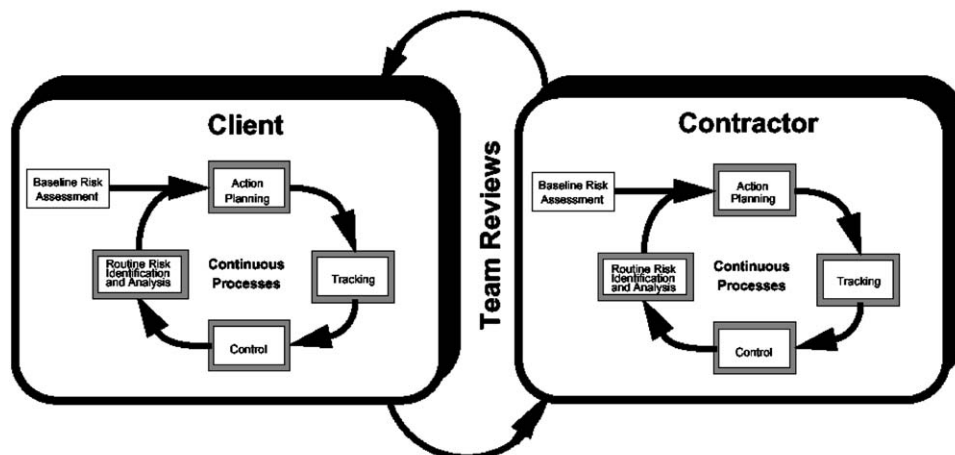 Client
Baseline Risk
Assessment
Action
Planning
Routine Risk
Identification
and Analysis
Continuous
Processes
Tracking
Control
Team Reviews
Contractor
Baseline Risk
Assessment
Action
Planning
Routine Risk
Identification
and Analysis
Continuous
Processes
Tracking
Control